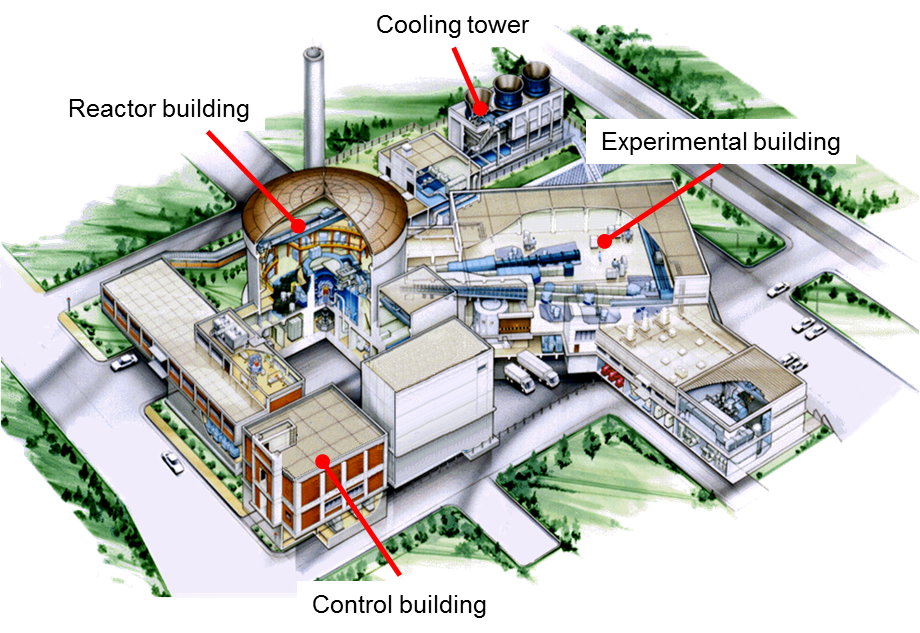 Cooling tower
Reactor building
Experimental building
Control building